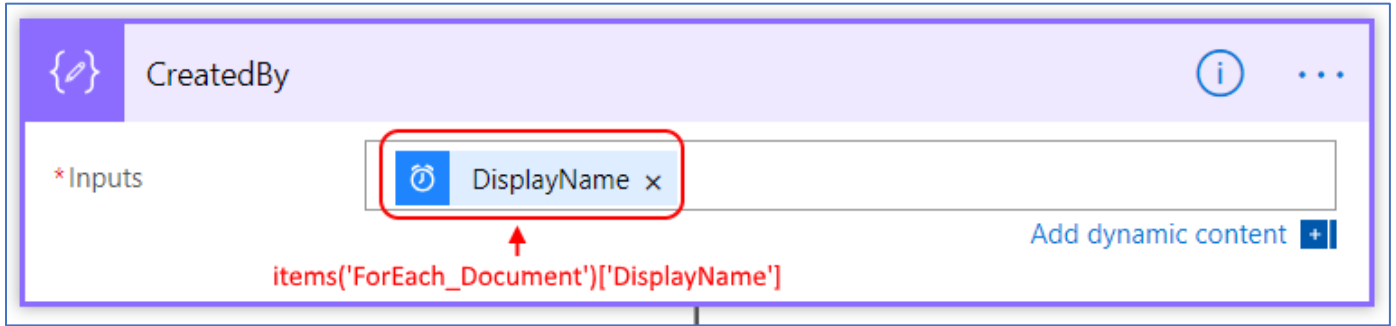 CreatedBy
*Inputs
DisplayName ×
Add dynamic content +
items('ForEach_Document')['DisplayName']